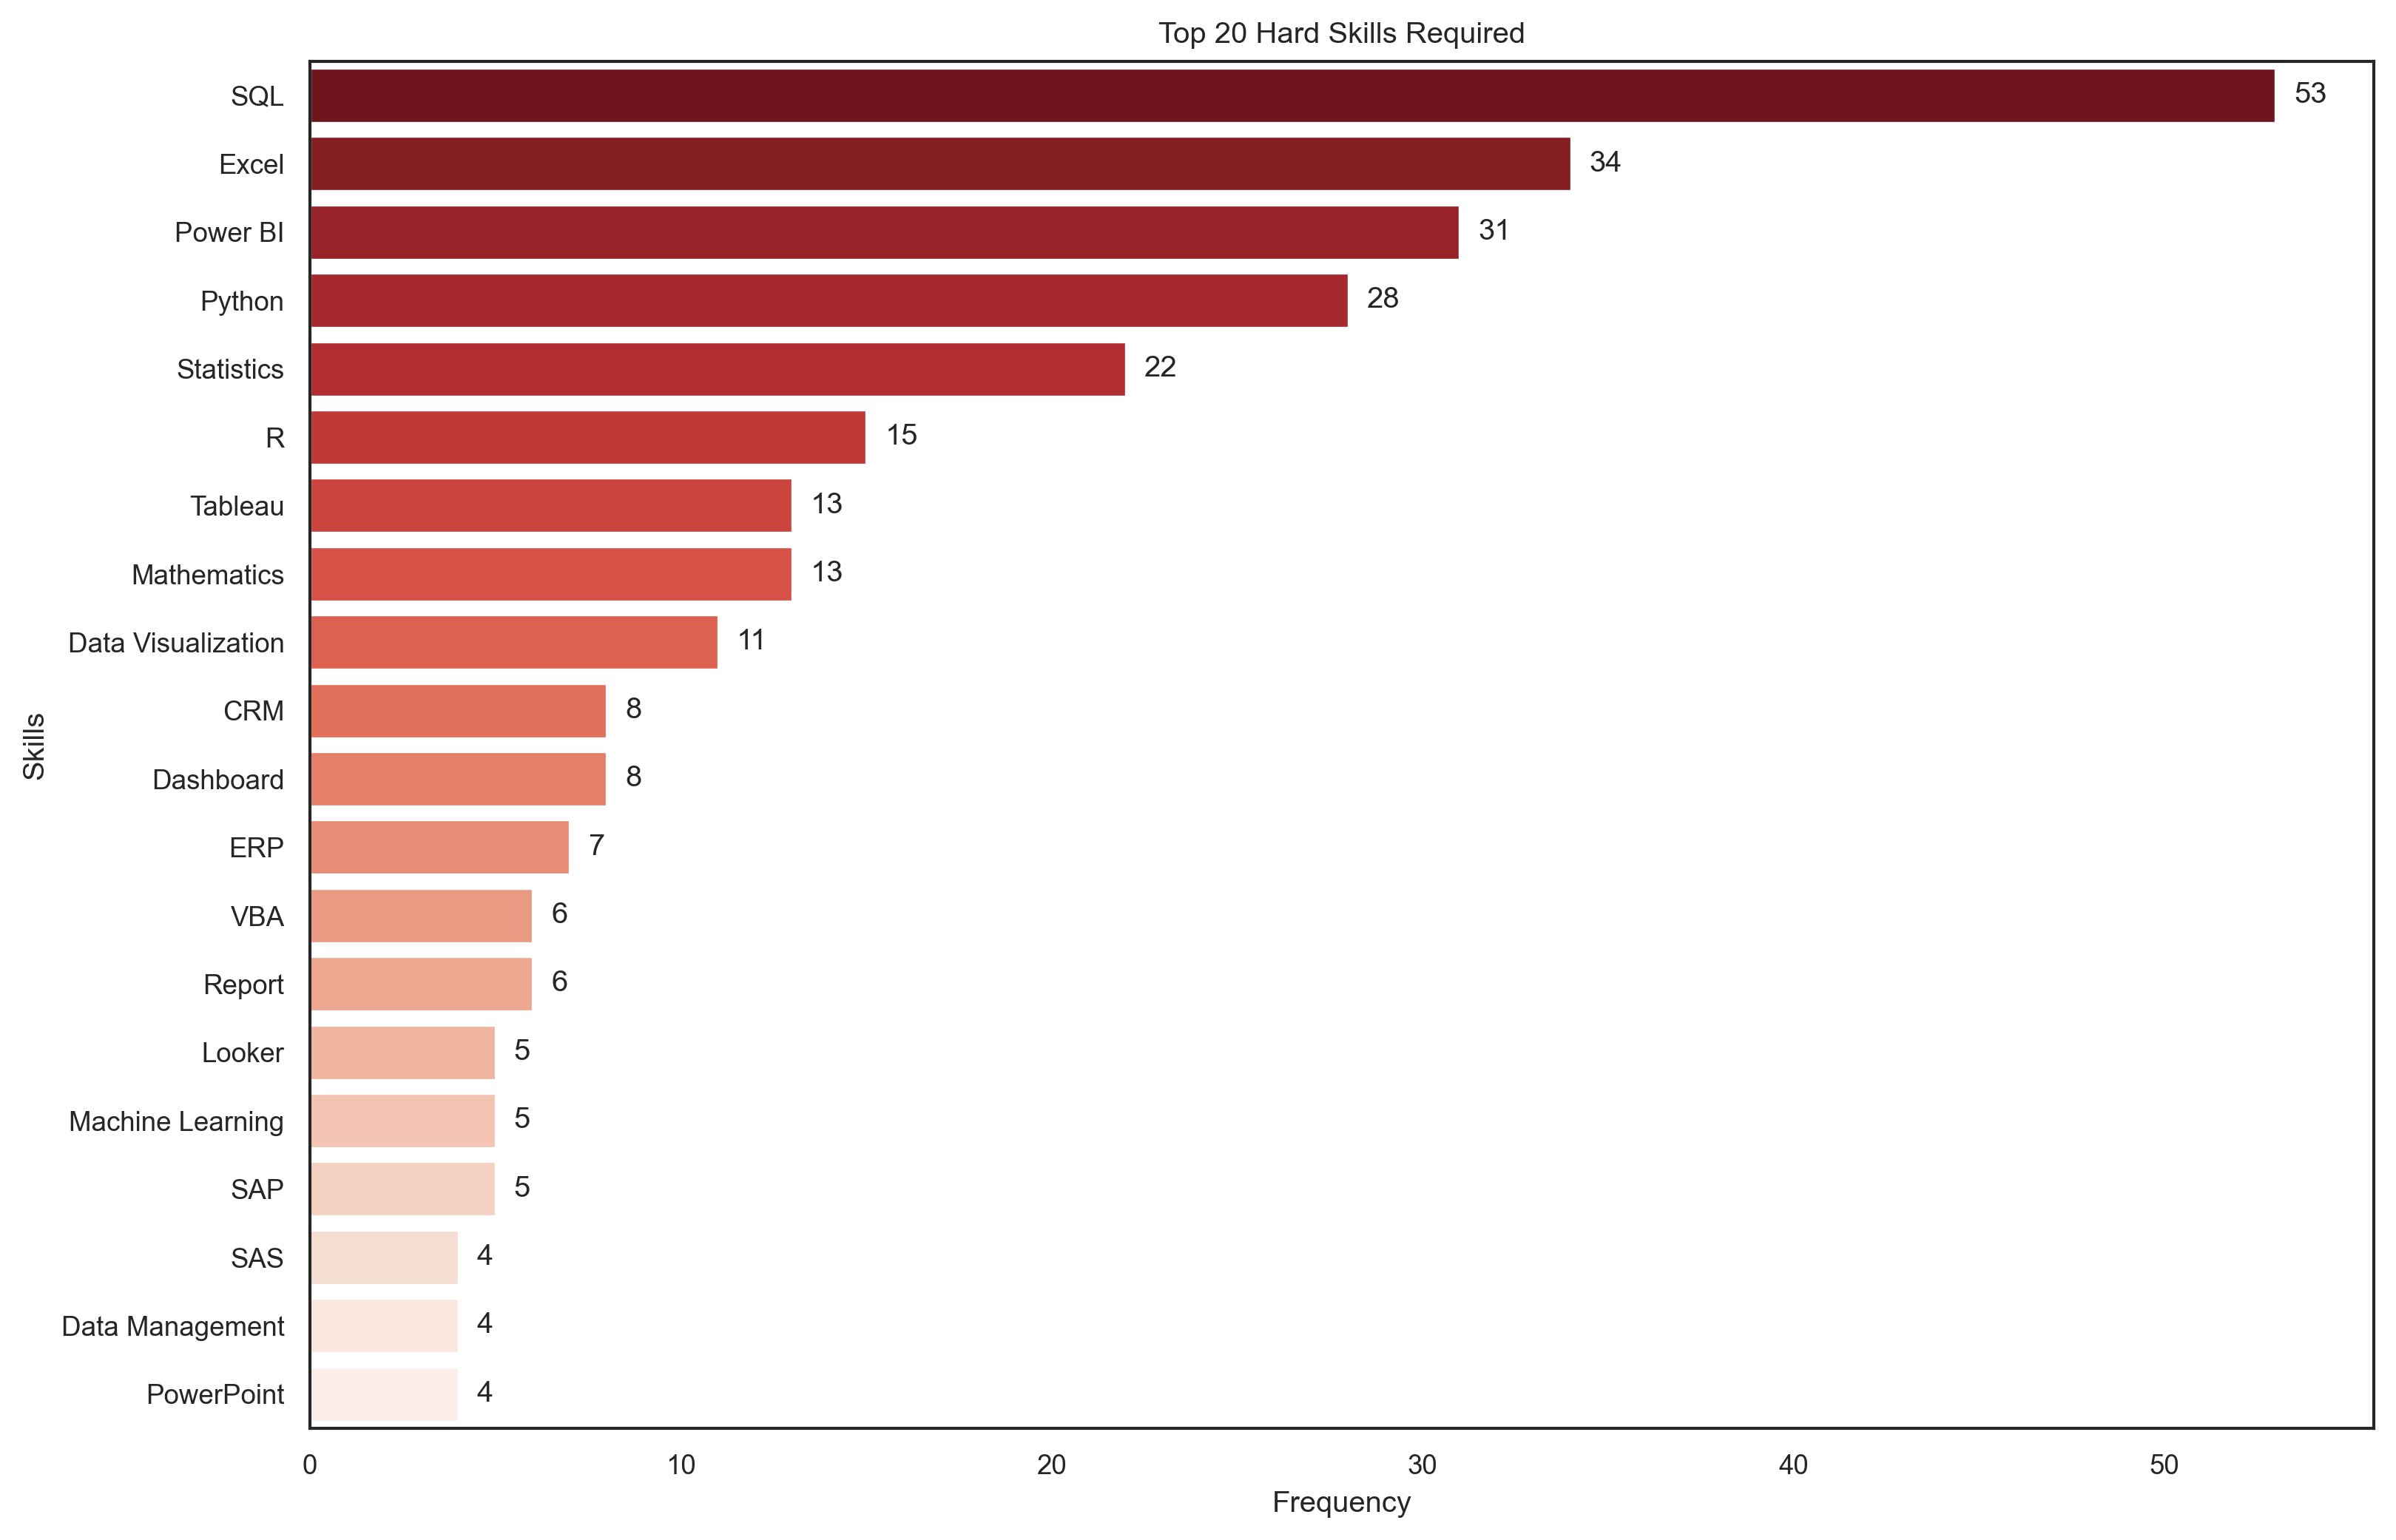 Top 20 Hard Skills Required
SQL 53
Excel 34
Power BI 31
Python 28
Statistics 22
R 15
Tableau 13
Mathematics 13
Data Visualization 11
CRM 8
Dashboard 8
ERP 7
VBA 6
Report 6
Looker 5
Machine Learning 5
SAP 5
SAS 4
Data Management 4
PowerPoint 4
Skills
0 10 20 30 40 50
Frequency